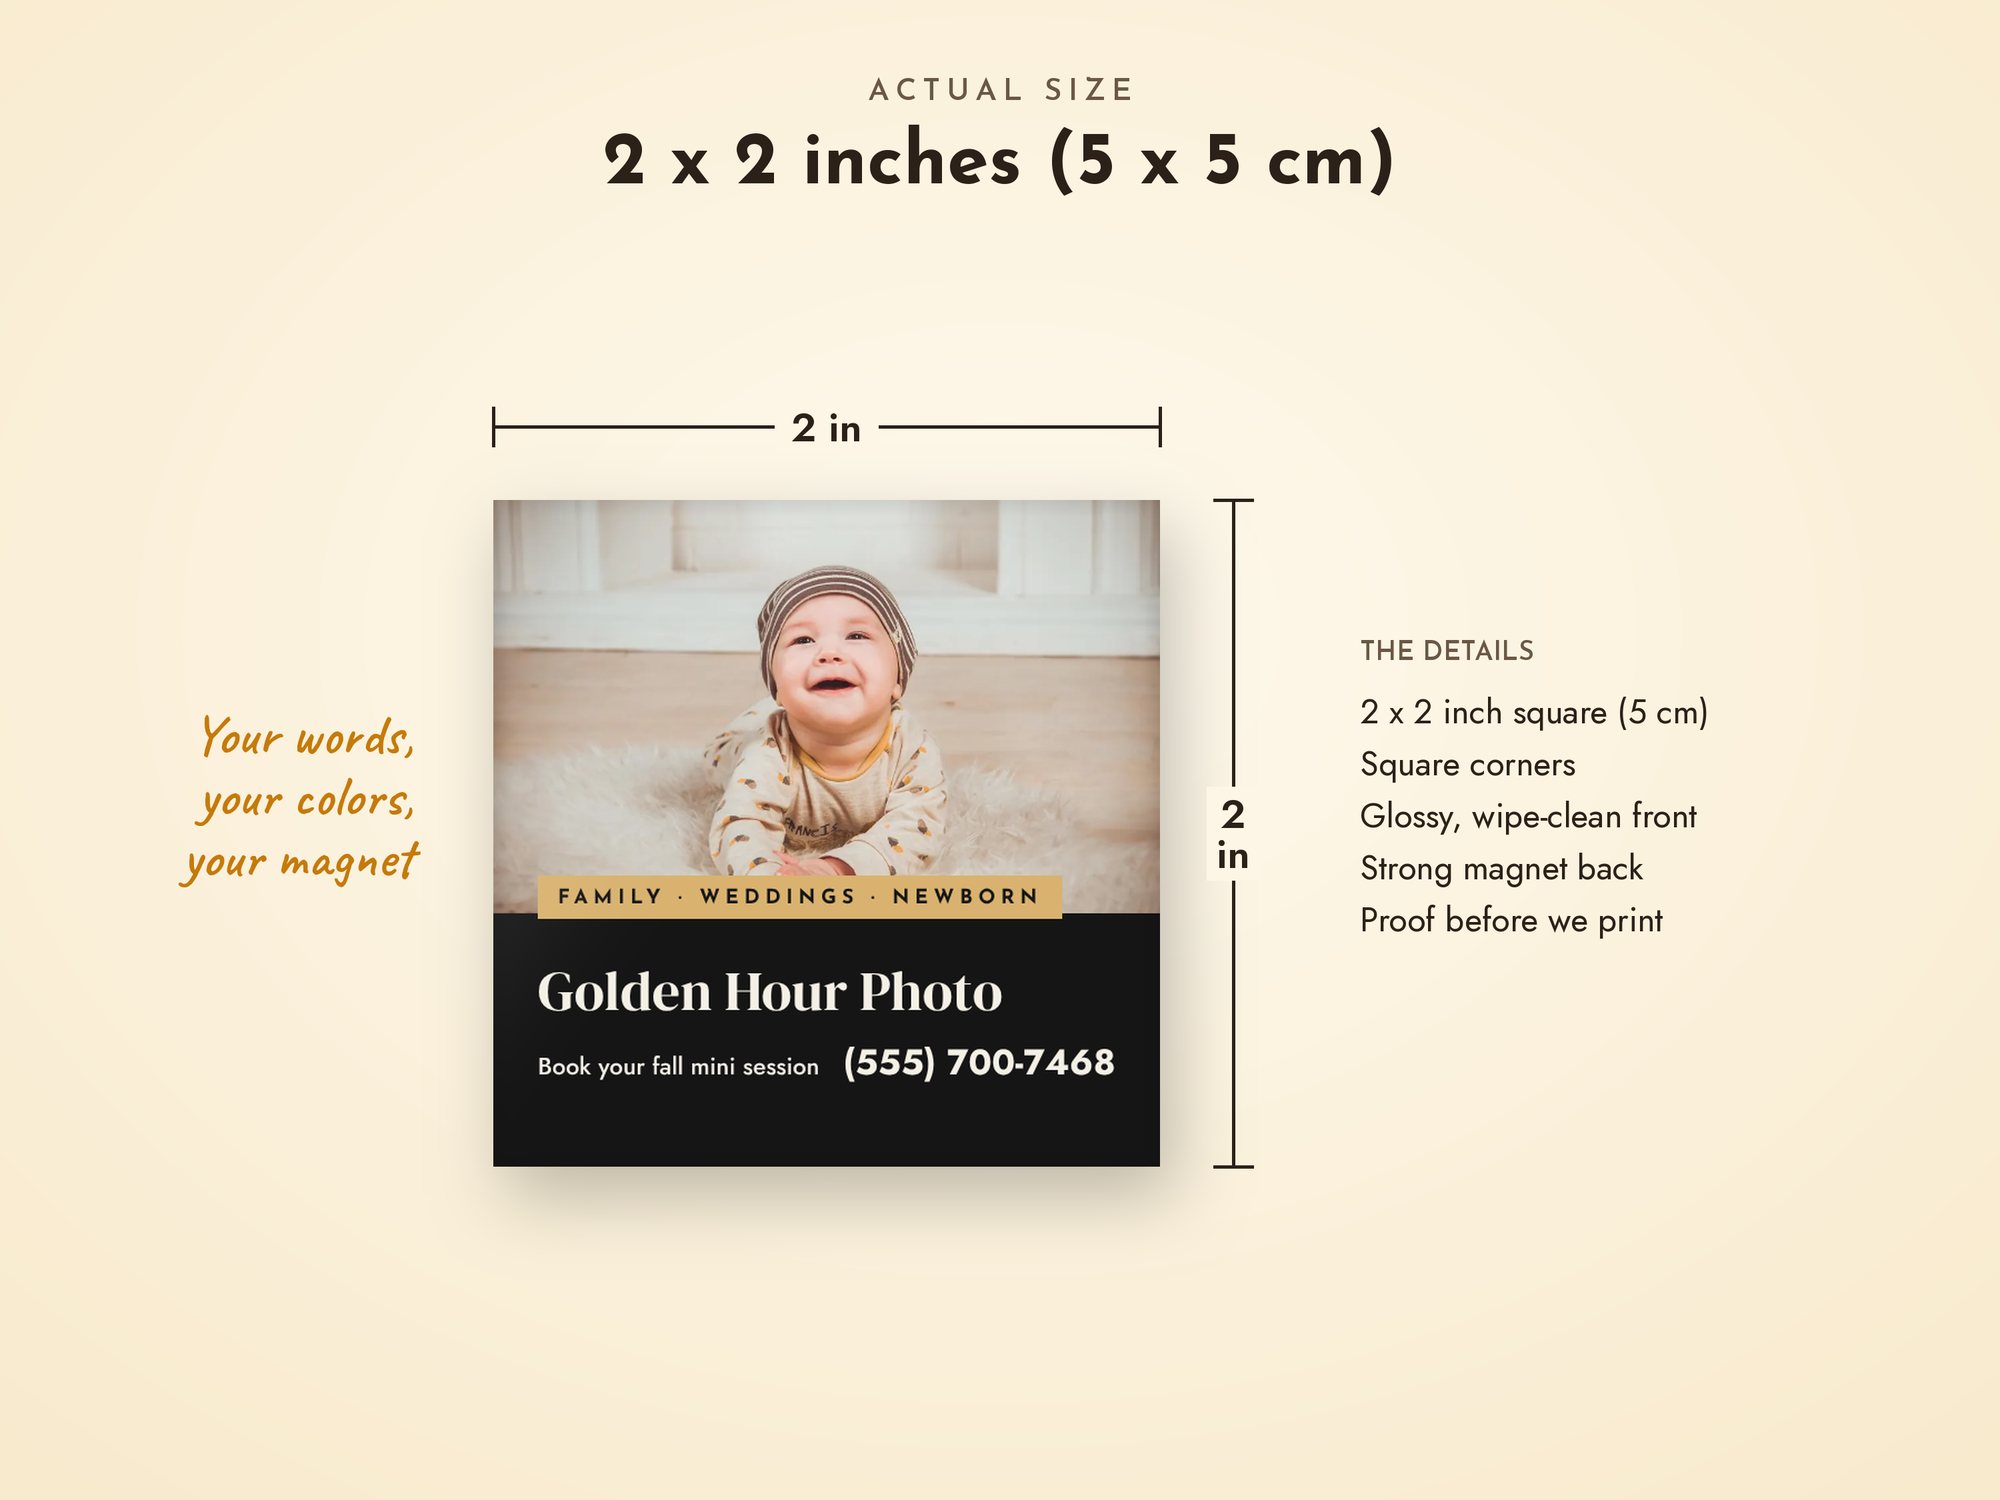 ACTUAL SIZE
2 x 2 inches (5 x 5 cm)
2 in
FAMILY · WEDDINGS · NEWBORN
Golden Hour Photo
Book your fall mini session (555) 700-7468
2
in
Your words,
your colors,
your magnet
THE DETAILS
2 x 2 inch square (5 cm)
Square corners
Glossy, wipe-clean front
Strong magnet back
Proof before we print